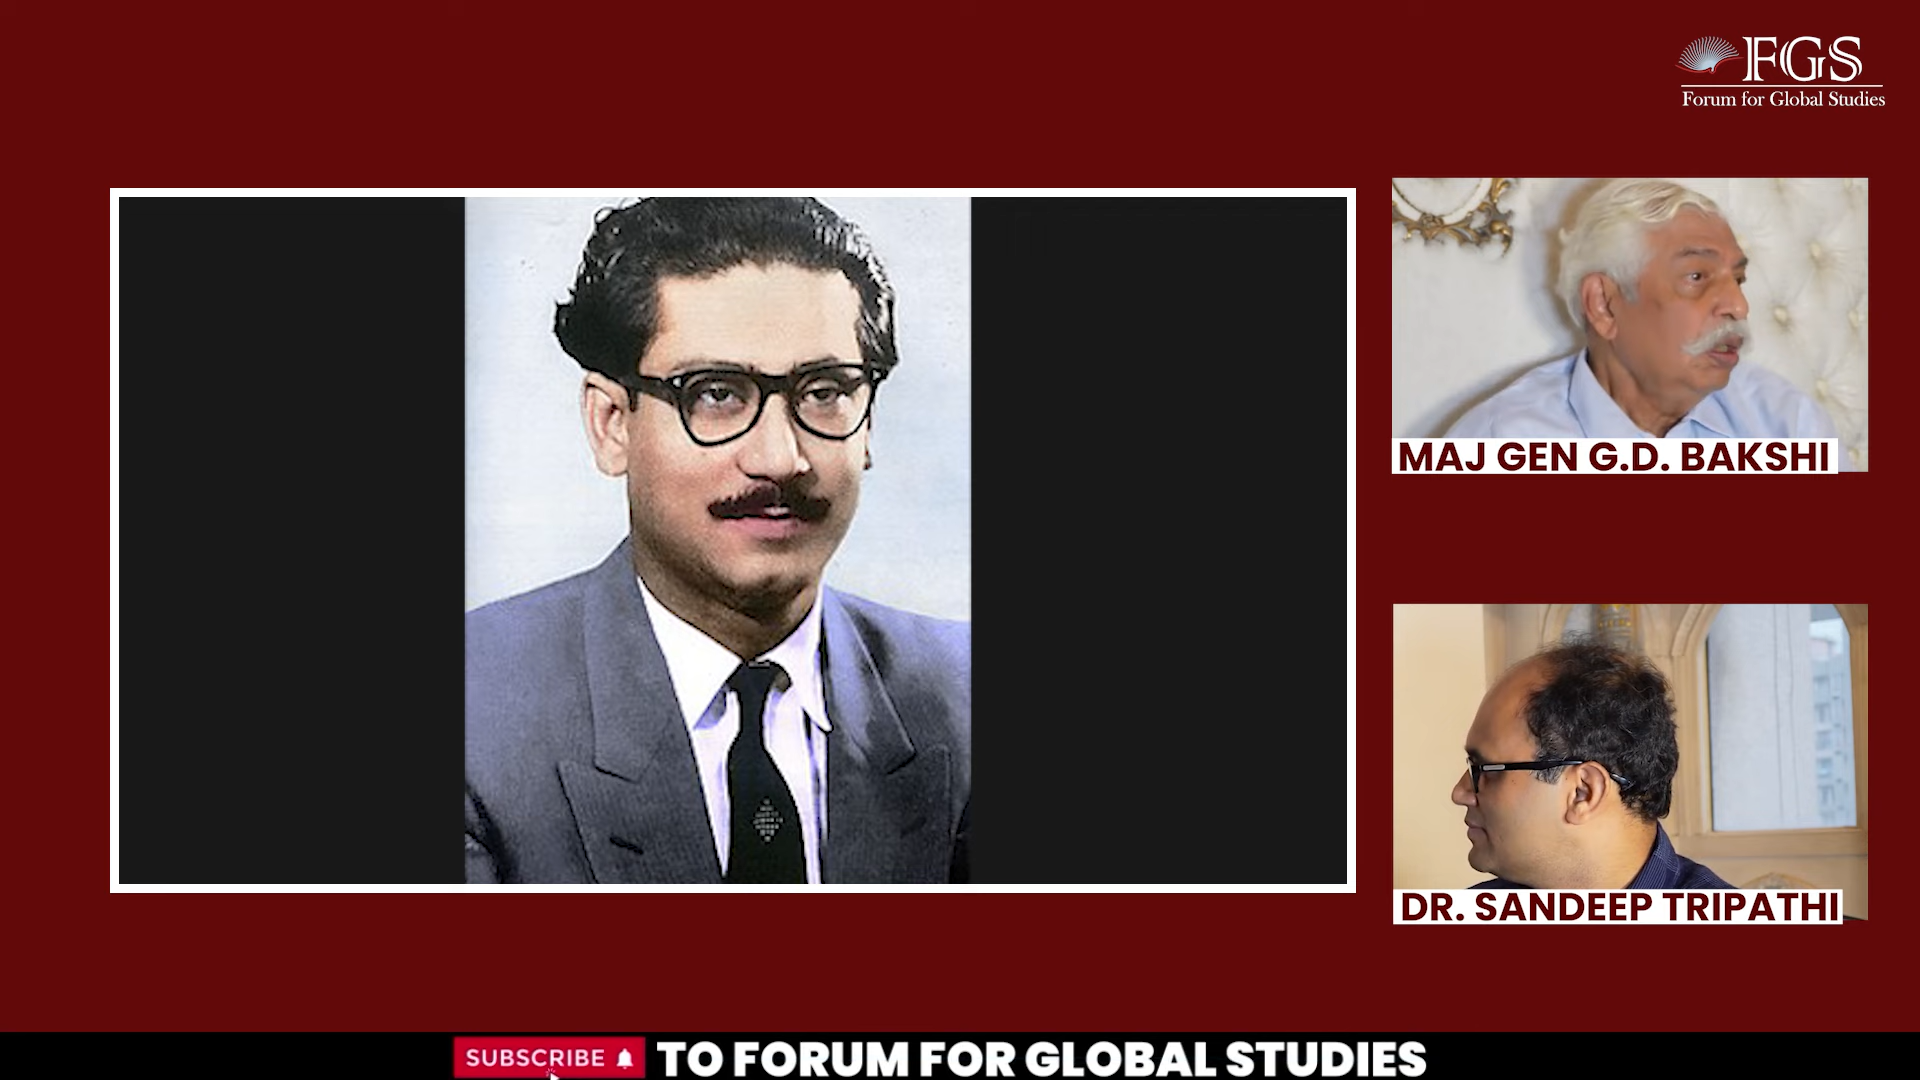 FGS
Forum for Global Studies
MAJ GEN G.D. BAKSHI
DR. SANDEEP TRIPATHI
SUBSCRIBE TO FORUM FOR GLOBAL STUDIES